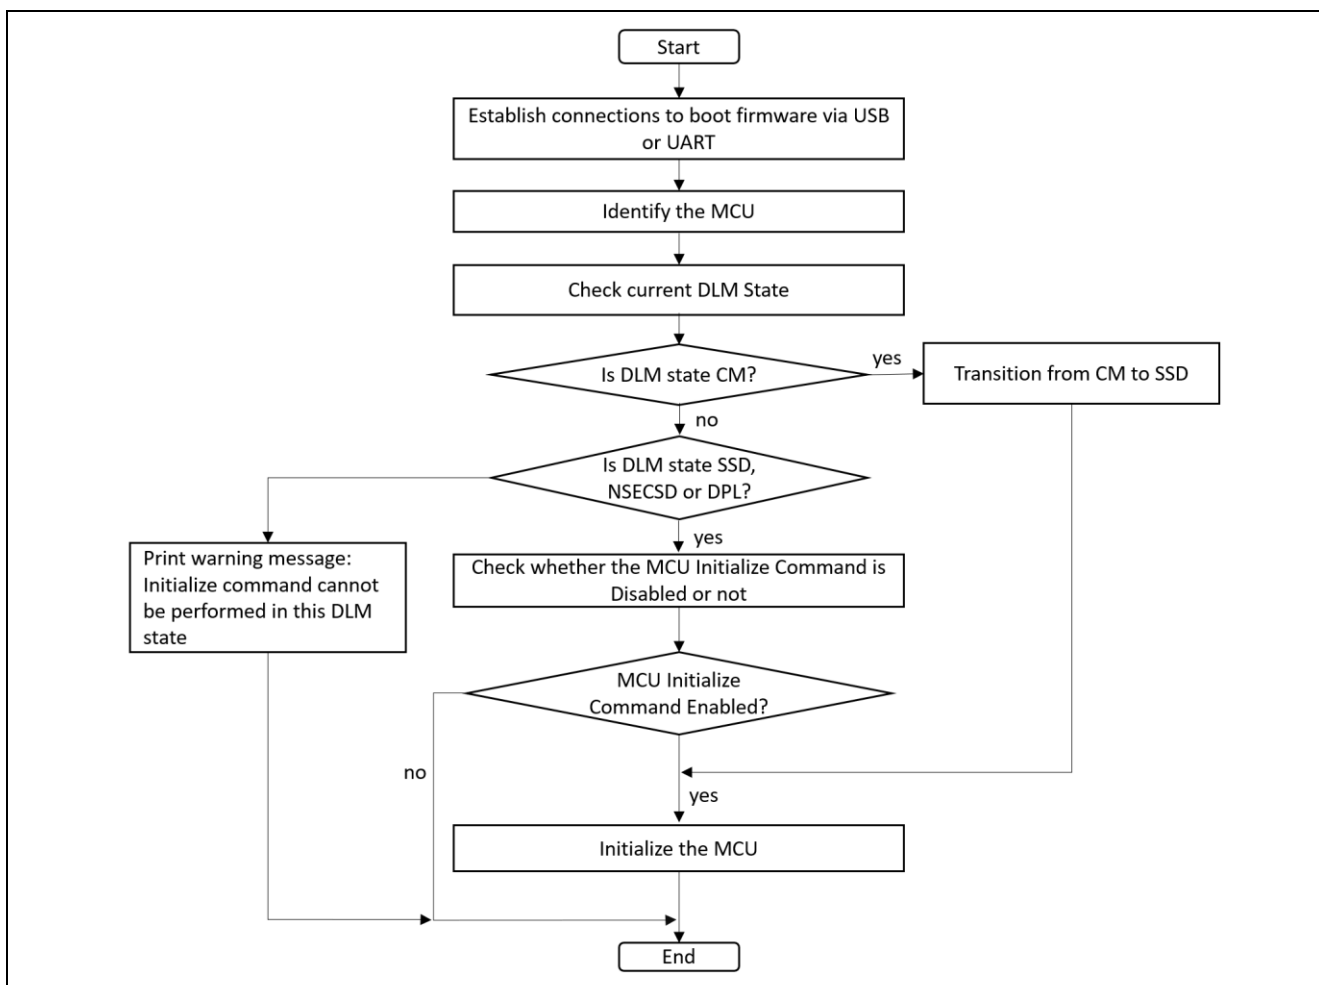 Start
Establish connections to boot firmware via USB
or UART
Identify the MCU
Check current DLM State
Is DLM state CM?
yes
Transition from CM to SSD
no
Is DLM state SSD,
NSECSD or DPL?
yes
Print warning message:
Initialize command cannot
be performed in this DLM
state
Check whether the MCU Initialize Command is
Disabled or not
MCU Initialize
Command Enabled?
no
yes
Initialize the MCU
End